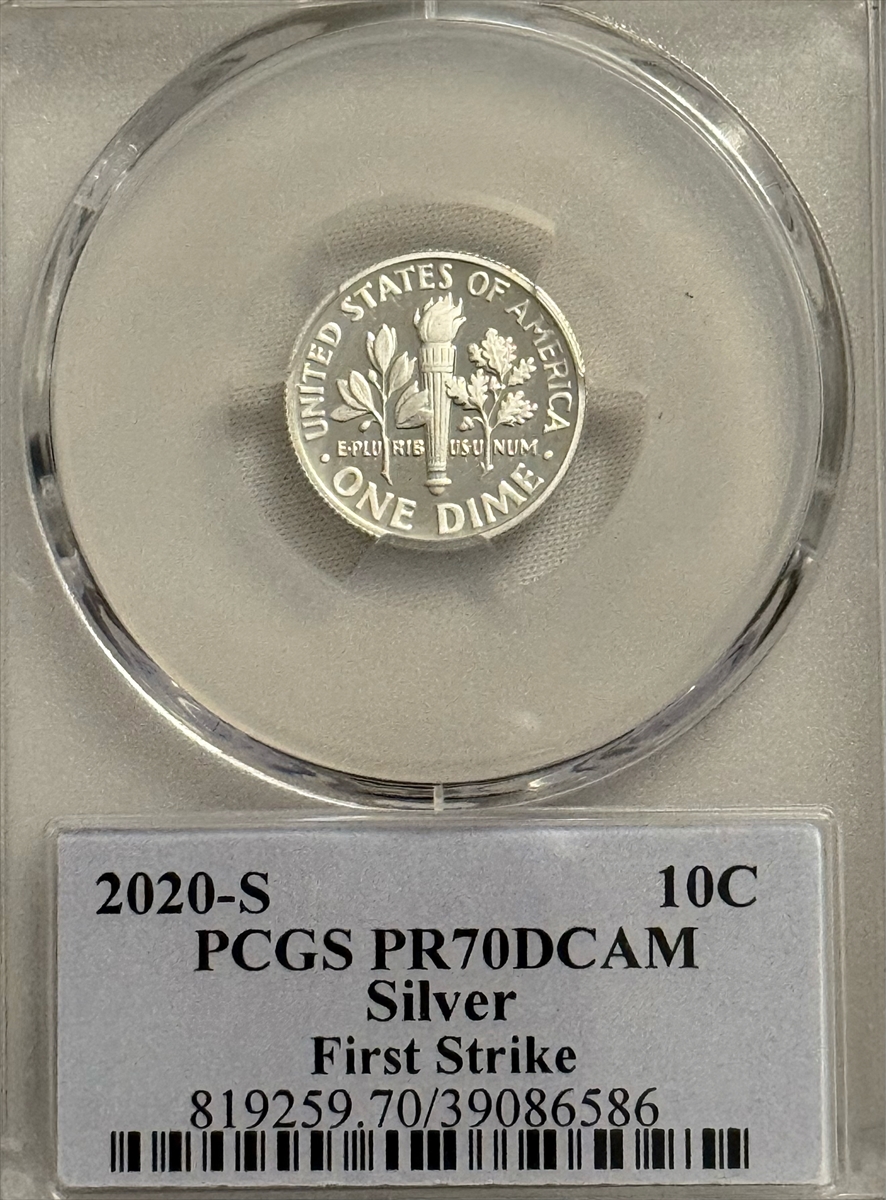 UNITED STATES OF AMERICA
E·PLURIBUS·UNUM
· ONE DIME ·
2020-S 10C
PCGS PR70DCAM
Silver
First Strike
819259.70/39086586